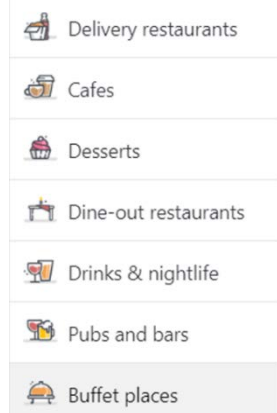 Delivery restaurants
Cafes
Desserts
Dine-out restaurants
Drinks & nightlife
Pubs and bars
Buffet places